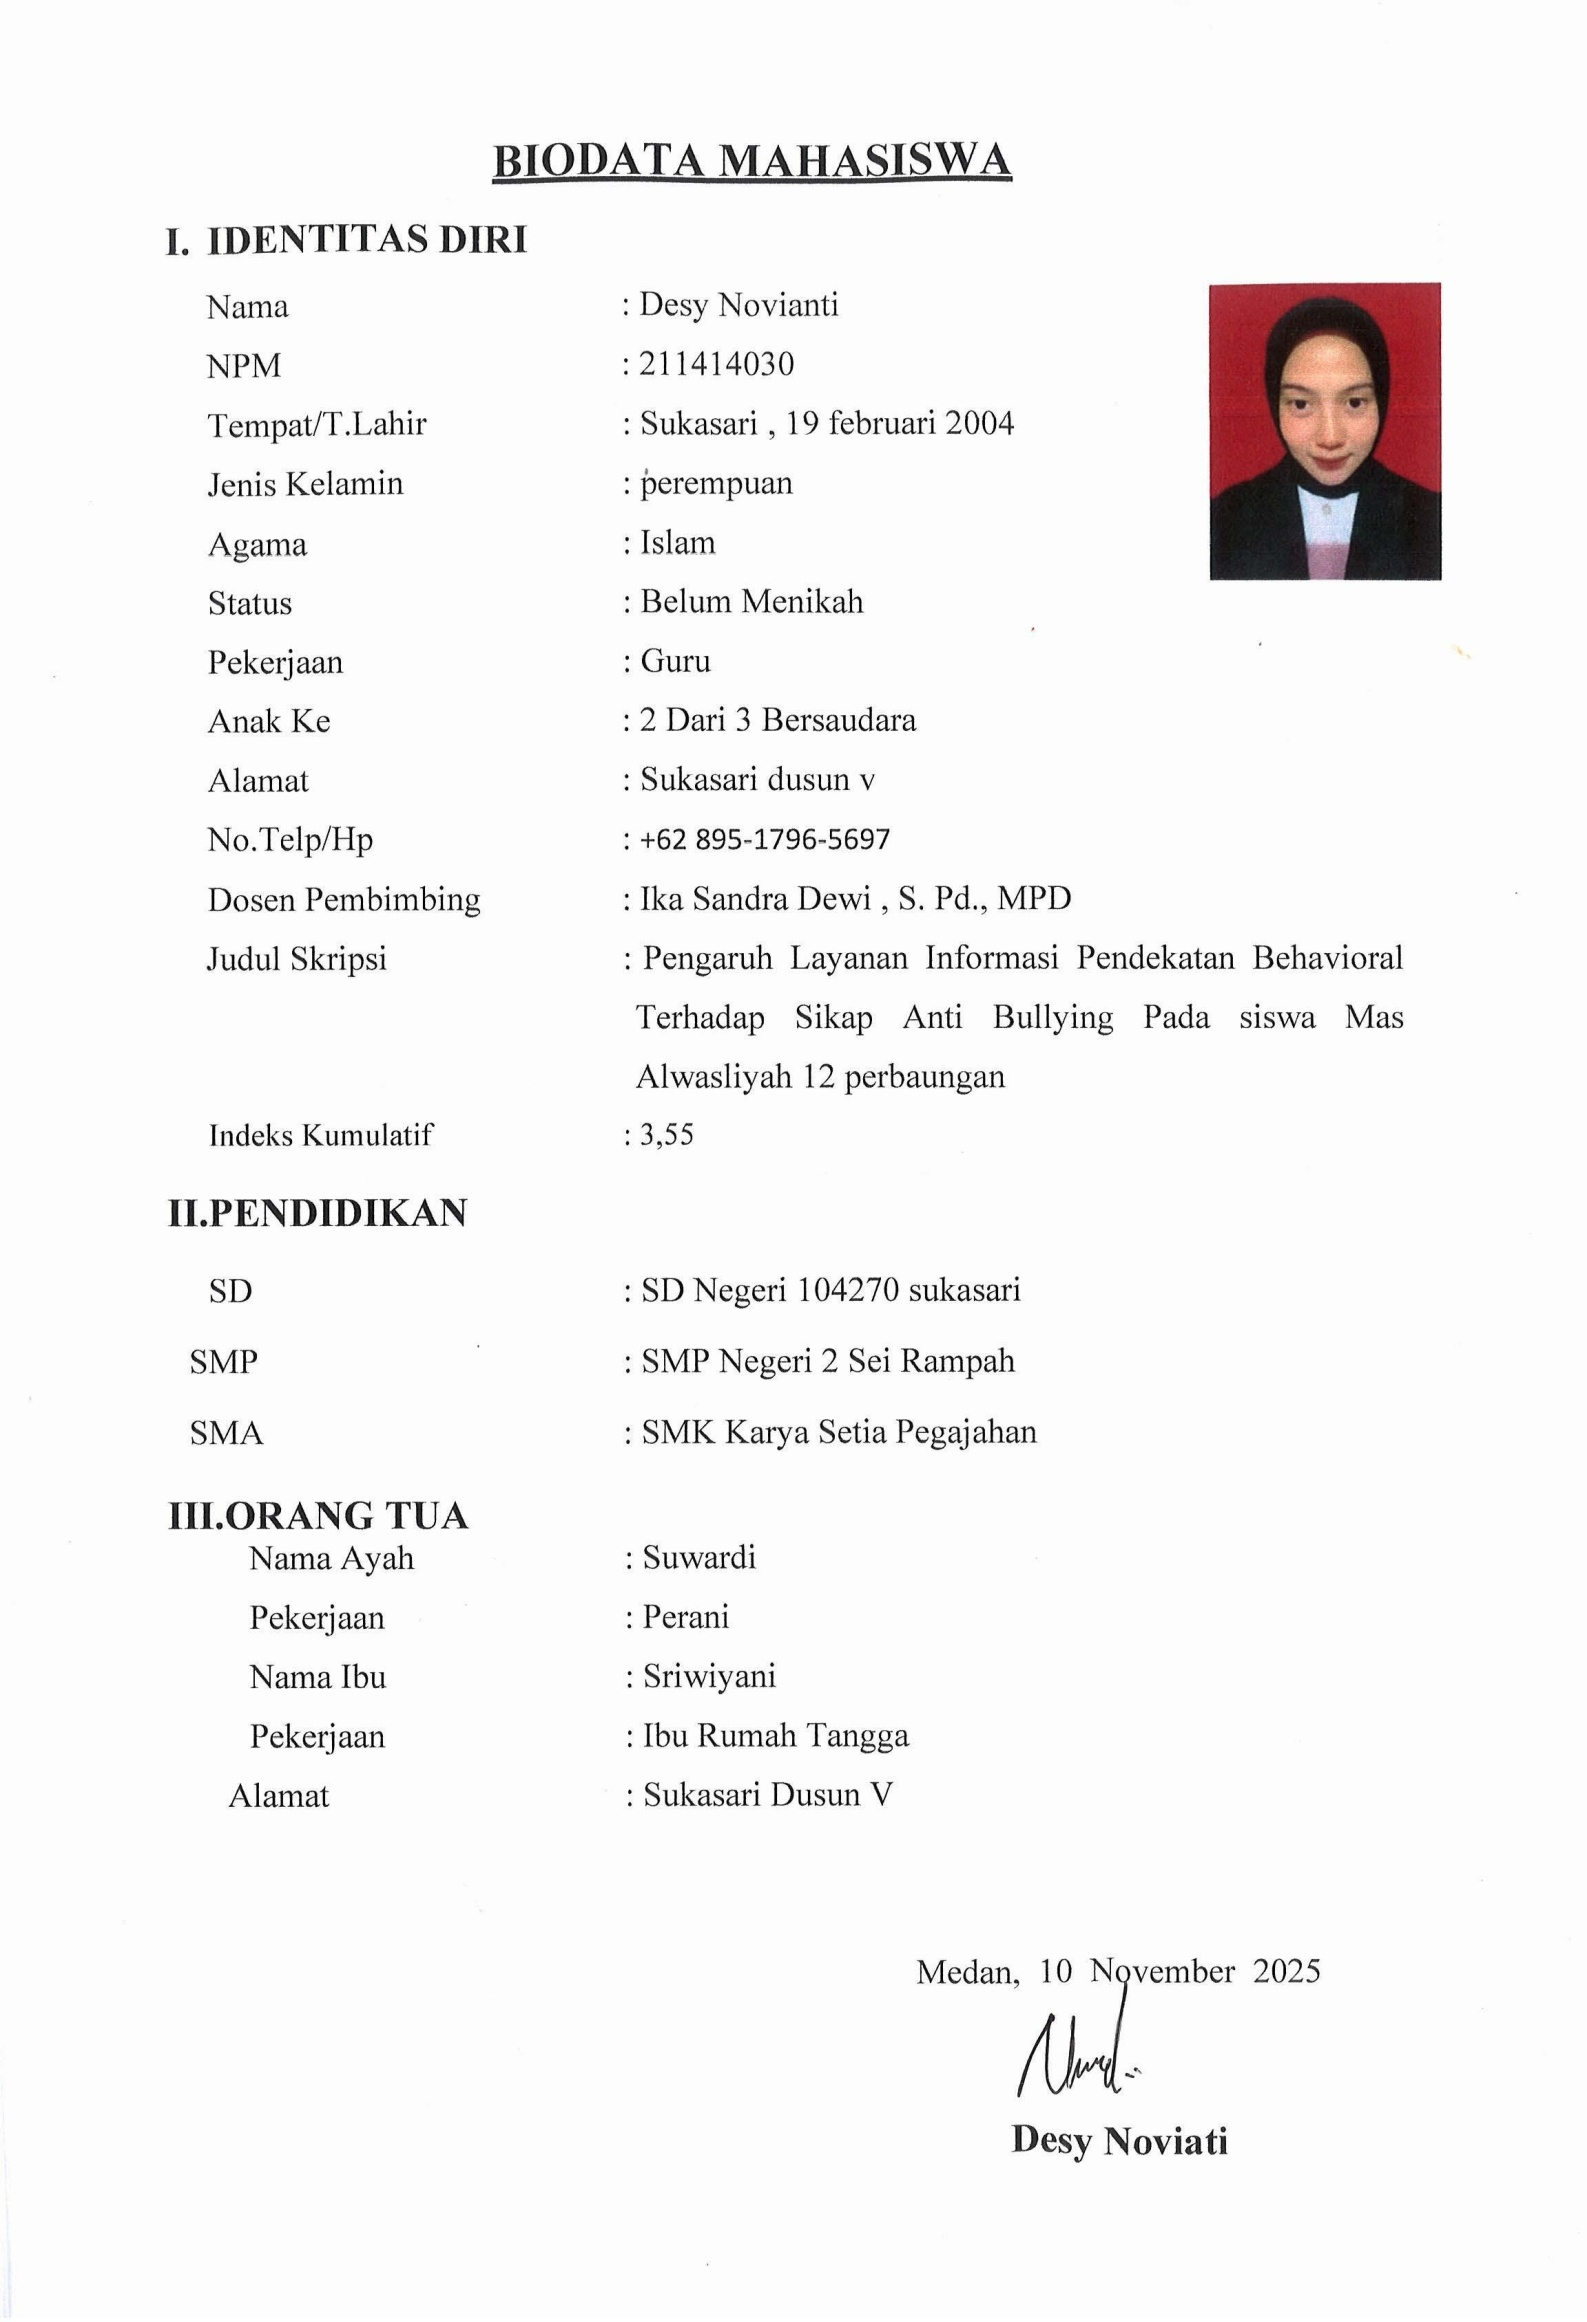 BIODATA MAHASISWA
I. IDENTITAS DIRI
Nama : Desy Novianti
NPM : 211414030
Tempat/T.Lahir : Sukasari , 19 februari 2004
Jenis Kelamin : perempuan
Agama : Islam
Status : Belum Menikah
Pekerjaan : Guru
Anak Ke : 2 Dari 3 Bersaudara
Alamat : Sukasari dusun v
No.Telp/Hp : +62 895-1796-5697
Dosen Pembimbing : Ika Sandra Dewi , S. Pd., MPD
Judul Skripsi : Pengaruh Layanan Informasi Pendekatan Behavioral
Terhadap Sikap Anti Bullying Pada siswa Mas
Alwasliyah 12 perbaungan
Indeks Kumulatif : 3,55
II.PENDIDIKAN
SD : SD Negeri 104270 sukasari
SMP : SMP Negeri 2 Sei Rampah
SMA : SMK Karya Setia Pegajahan
III.ORANG TUA
Nama Ayah : Suwardi
Pekerjaan : Perani
Nama Ibu : Sriwiyani
Pekerjaan : Ibu Rumah Tangga
Alamat : Sukasari Dusun V
Medan, 10 November 2025
Desy Noviati